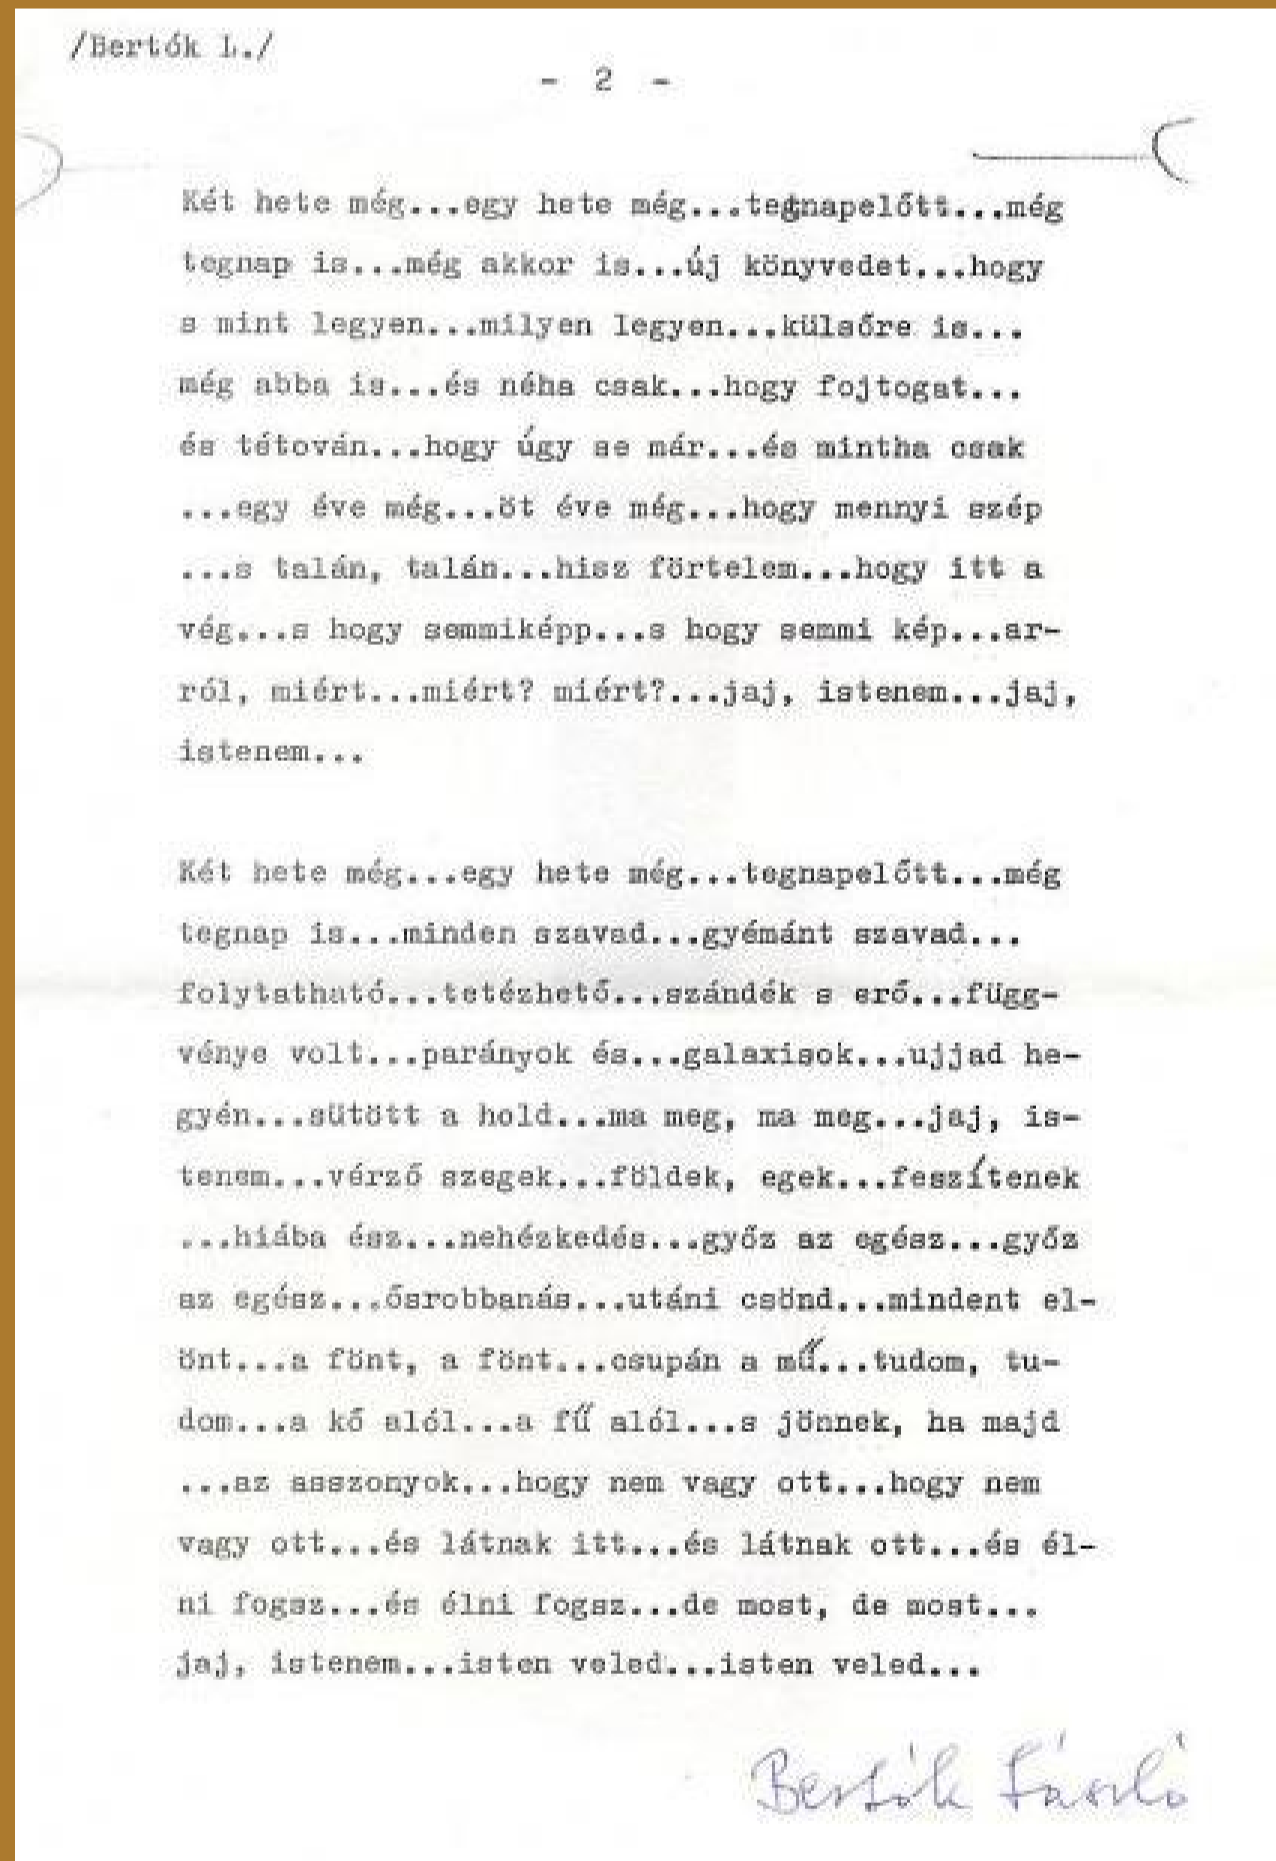 /Bertók L./
- 2 -
Két hete még...egy hete még...tegnapelőtt...még
tegnap is...még akkor is...új könyvedet...hogy
s mint legyen...milyen legyen...külsőre is...
még abba is...és néha csak...hogy fojtogat...
és tétován...hogy úgy se már...és mintha csak
...egy éve még...öt éve még...hogy mennyi szép
...s talán, talán...hisz förtelem...hogy itt a
vég...s hogy semmiképp...s hogy semmi kép...ar-
ról, miért...miért? miért?...jaj, istenem...jaj,
istenem...
Két hete még...egy hete még...tegnapelőtt...még
tegnap is...minden szavad...gyémánt szavad...
folytatható...tetézhető...szándék s erő...függ-
vénye volt...parányok és...galaxisok...ujjad he-
gyén...sütött a hold...ma meg, ma meg...jaj, is-
tenem...vérző szegek...földek, egek...feszítenek
...hiába ész...nehézkedés...győz az egész...győz
az egész...ősrobbanás...utáni csönd...mindent el-
önt...a fönt, a fönt...csupán a mű...tudom, tu-
dom...a kő alól...a fű alól...s jönnek, ha majd
...az asszonyok...hogy nem vagy ott...hogy nem
vagy ott...és látnak itt...és látnak ott...és él-
ni fogsz...és élni fogsz...de most, de most...
jaj, istenem...isten veled...isten veled...
Bertók László